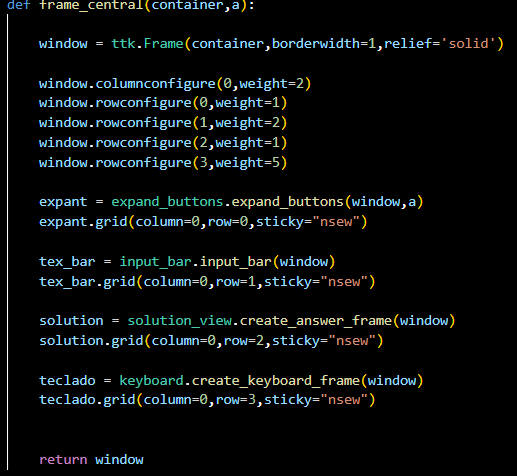 def frame_central(container,a):
window = ttk.Frame(container,borderwidth=1,relief='solid')
window.columnconfigure(0,weight=2)
window.rowconfigure(0,weight=1)
window.rowconfigure(1,weight=2)
window.rowconfigure(2,weight=1)
window.rowconfigure(3,weight=5)
expant = expand_buttons.expand_buttons(window,a)
expant.grid(column=0,row=0,sticky="nsew")
tex_bar = input_bar.input_bar(window)
tex_bar.grid(column=0,row=1,sticky="nsew")
solution = solution_view.create_answer_frame(window)
solution.grid(column=0,row=2,sticky="nsew")
teclado = keyboard.create_keyboard_frame(window)
teclado.grid(column=0,row=3,sticky="nsew")
return window